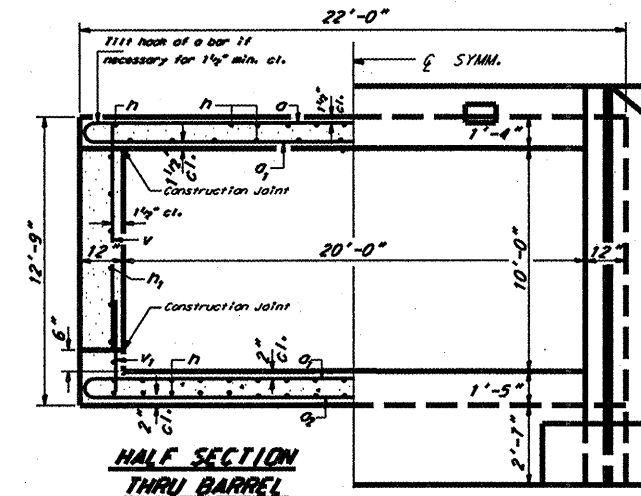 22'-0"
Tilt hook of a bar if
necessary for 1½" min. cl.
℄ SYMM.
h
h
a
1½"
cl.
1'-4"
1½"
cl.
a₁
Construction Joint
1½" cl.
v
12'-9"
12"
20'-0"
10'-0"
12"
h₁
Construction Joint
6"
v₁
h
2"
cl.
a₁
1'-5"
2"
cl.
a₂
2'-7"
HALF SECTION
THRU BARREL